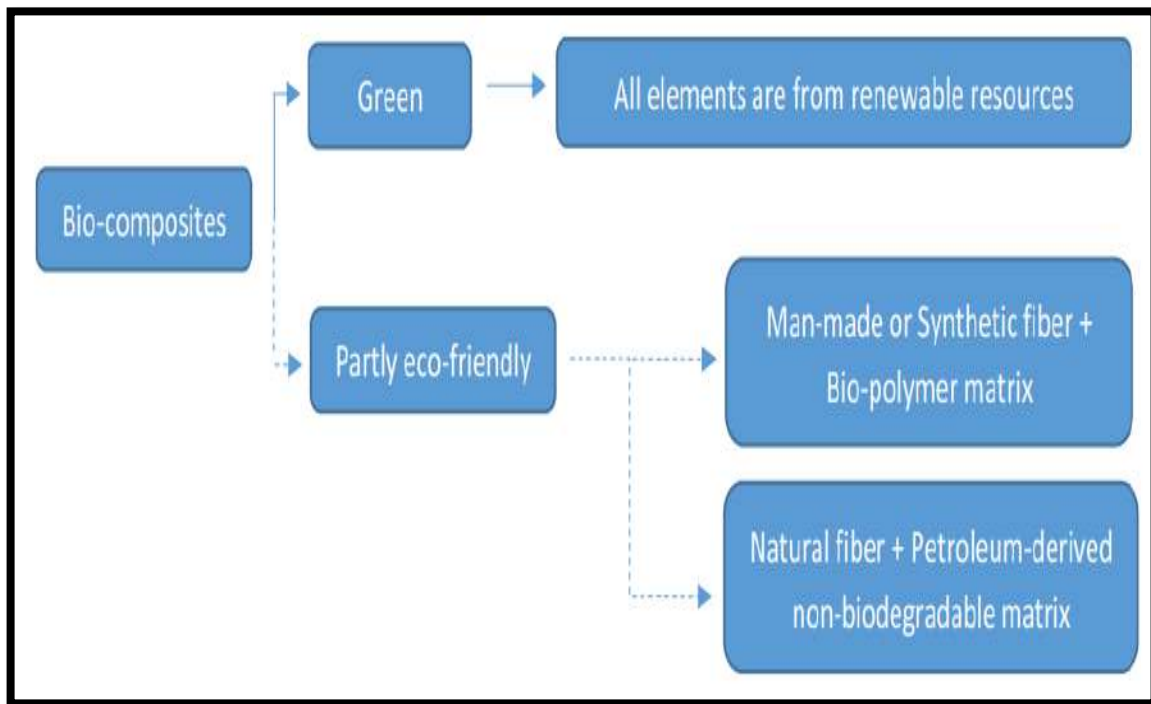 Green
All elements are from renewable resources
Bio-composites
Partly eco-friendly
Man-made or Synthetic fiber +
Bio-polymer matrix
Natural fiber + Petroleum-derived
non-biodegradable matrix